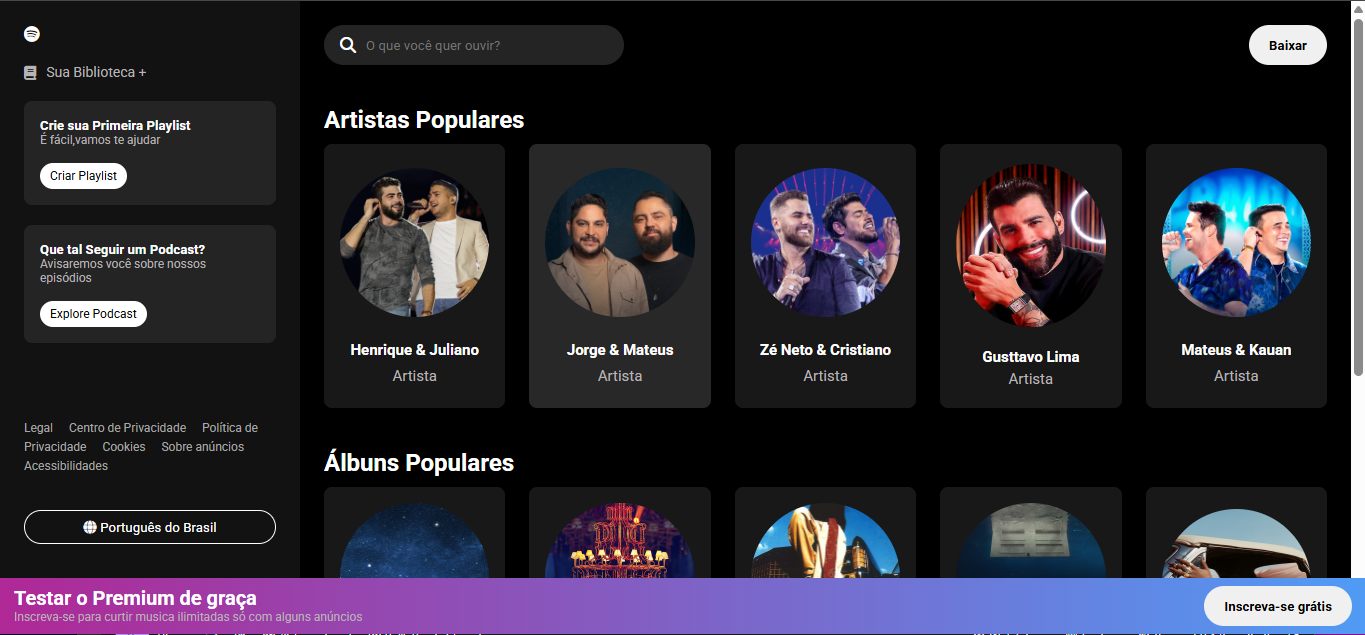 Sua Biblioteca +
Crie sua Primeira Playlist
É fácil,vamos te ajudar
Criar Playlist
Que tal Seguir um Podcast?
Avisaremos você sobre nossos
episódios
Explore Podcast
Legal Centro de Privacidade Política de
Privacidade Cookies Sobre anúncios
Acessibilidades
Português do Brasil
O que você quer ouvir?
Baixar
Artistas Populares
Henrique & Juliano
Artista
Jorge & Mateus
Artista
Zé Neto & Cristiano
Artista
Gusttavo Lima
Artista
Mateus & Kauan
Artista
Álbuns Populares
Testar o Premium de graça
Inscreva-se para curtir musica ilimitadas só com alguns anúncios
Inscreva-se grátis